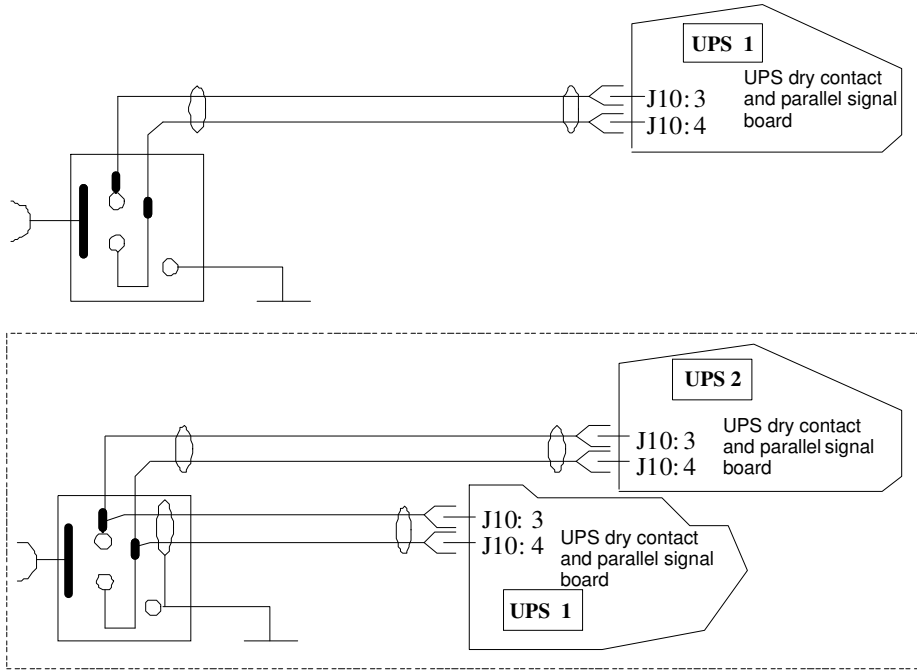 UPS 1
UPS dry contact
and parallel signal
board
J10: 3
J10: 4
UPS 2
UPS dry contact
and parallel signal
board
J10: 3
J10: 4
J10: 3
J10: 4
UPS dry contact
and parallel signal
board
UPS 1